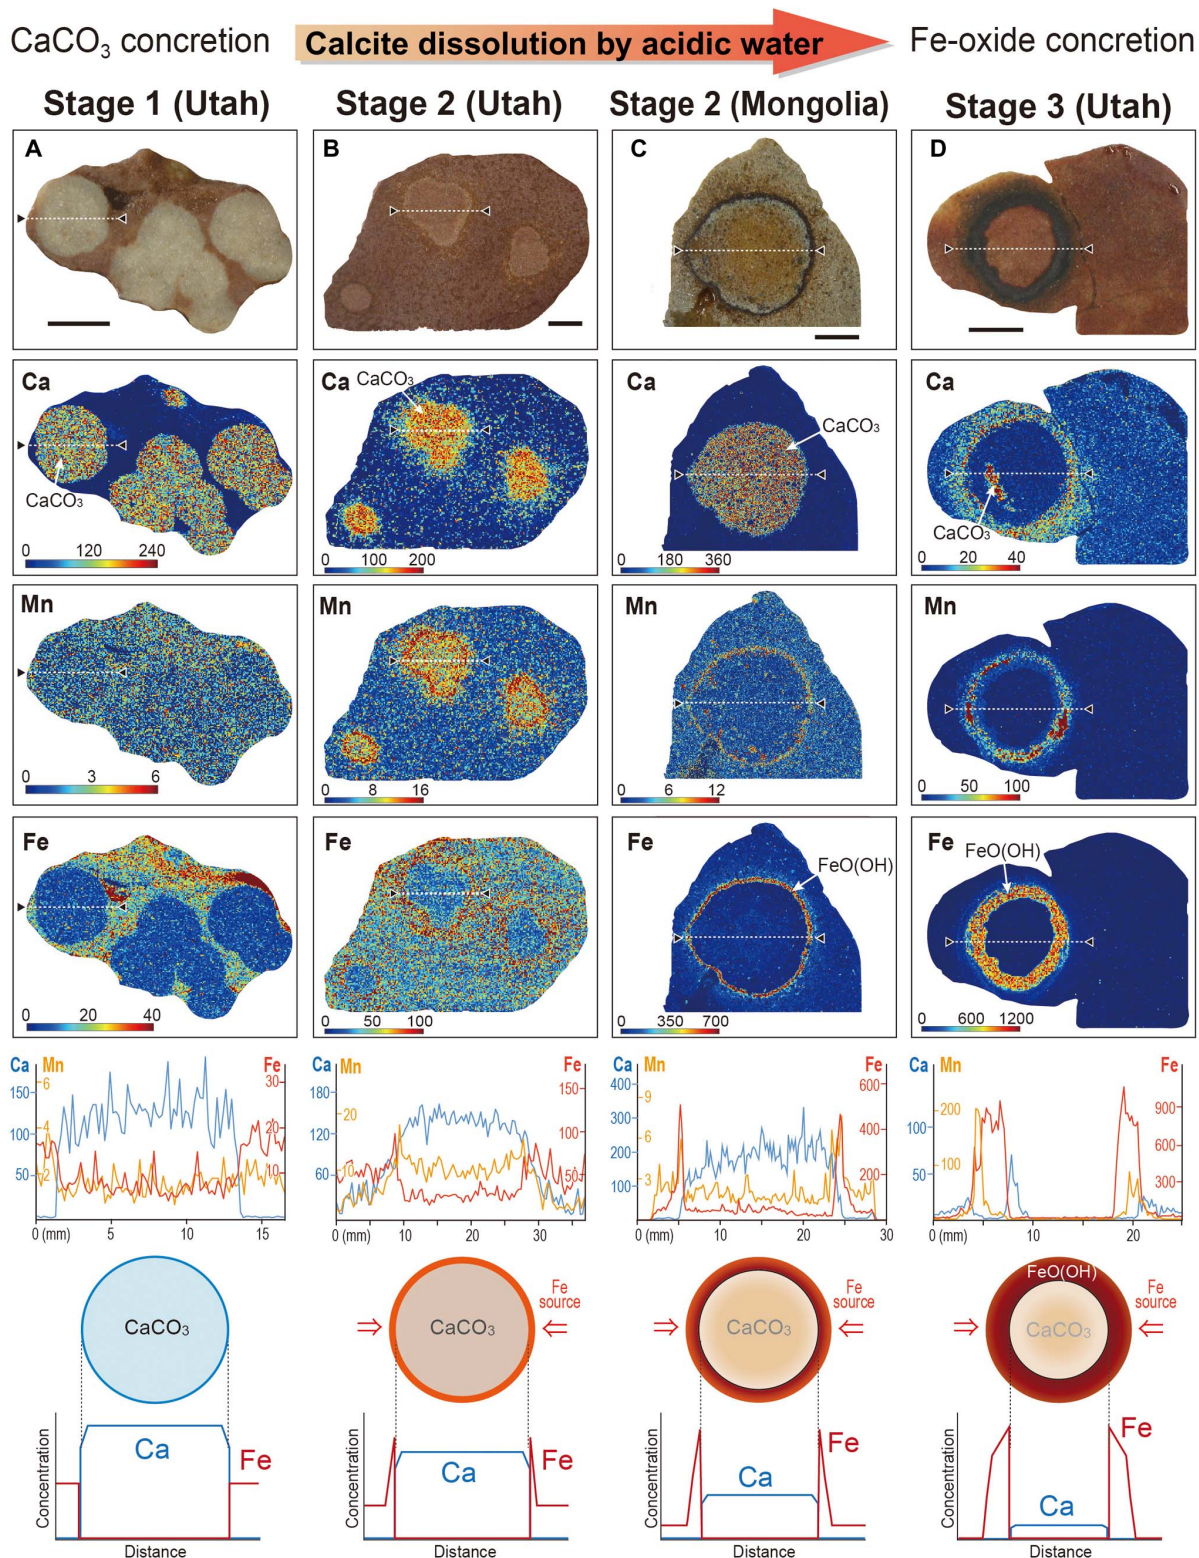 CaCO₃ concretion
Calcite dissolution by acidic water
Fe-oxide concretion
Stage 1 (Utah)
Stage 2 (Utah)
Stage 2 (Mongolia)
Stage 3 (Utah)
A
B
C
D
Ca
CaCO₃
0 120 240
Ca
CaCO₃
0 100 200
Ca
CaCO₃
0 180 360
Ca
CaCO₃
0 20 40
Mn
0 3 6
Mn
0 8 16
Mn
0 6 12
Mn
0 50 100
Fe
0 20 40
Fe
0 50 100
Fe
FeO(OH)
0 350 700
Fe
FeO(OH)
0 600 1200
Ca Mn Fe
150
100
50
6
4
2
30
20
10
0 (mm) 5 10 15
Ca Mn Fe
180
120
60
20
10
150
100
50
0 (mm) 10 20 30
Ca Mn Fe
400
300
200
100
9
6
3
600
400
200
0 (mm) 10 20 30
Ca Mn Fe
100
50
200
100
900
600
300
0 (mm) 10 20
CaCO₃
CaCO₃
Fe
source
CaCO₃
Fe
source
FeO(OH)
CaCO₃
Fe
source
Concentration
Ca
Fe
Distance
Concentration
Ca
Fe
Distance
Concentration
Ca
Fe
Distance
Concentration
Ca
Fe
Distance